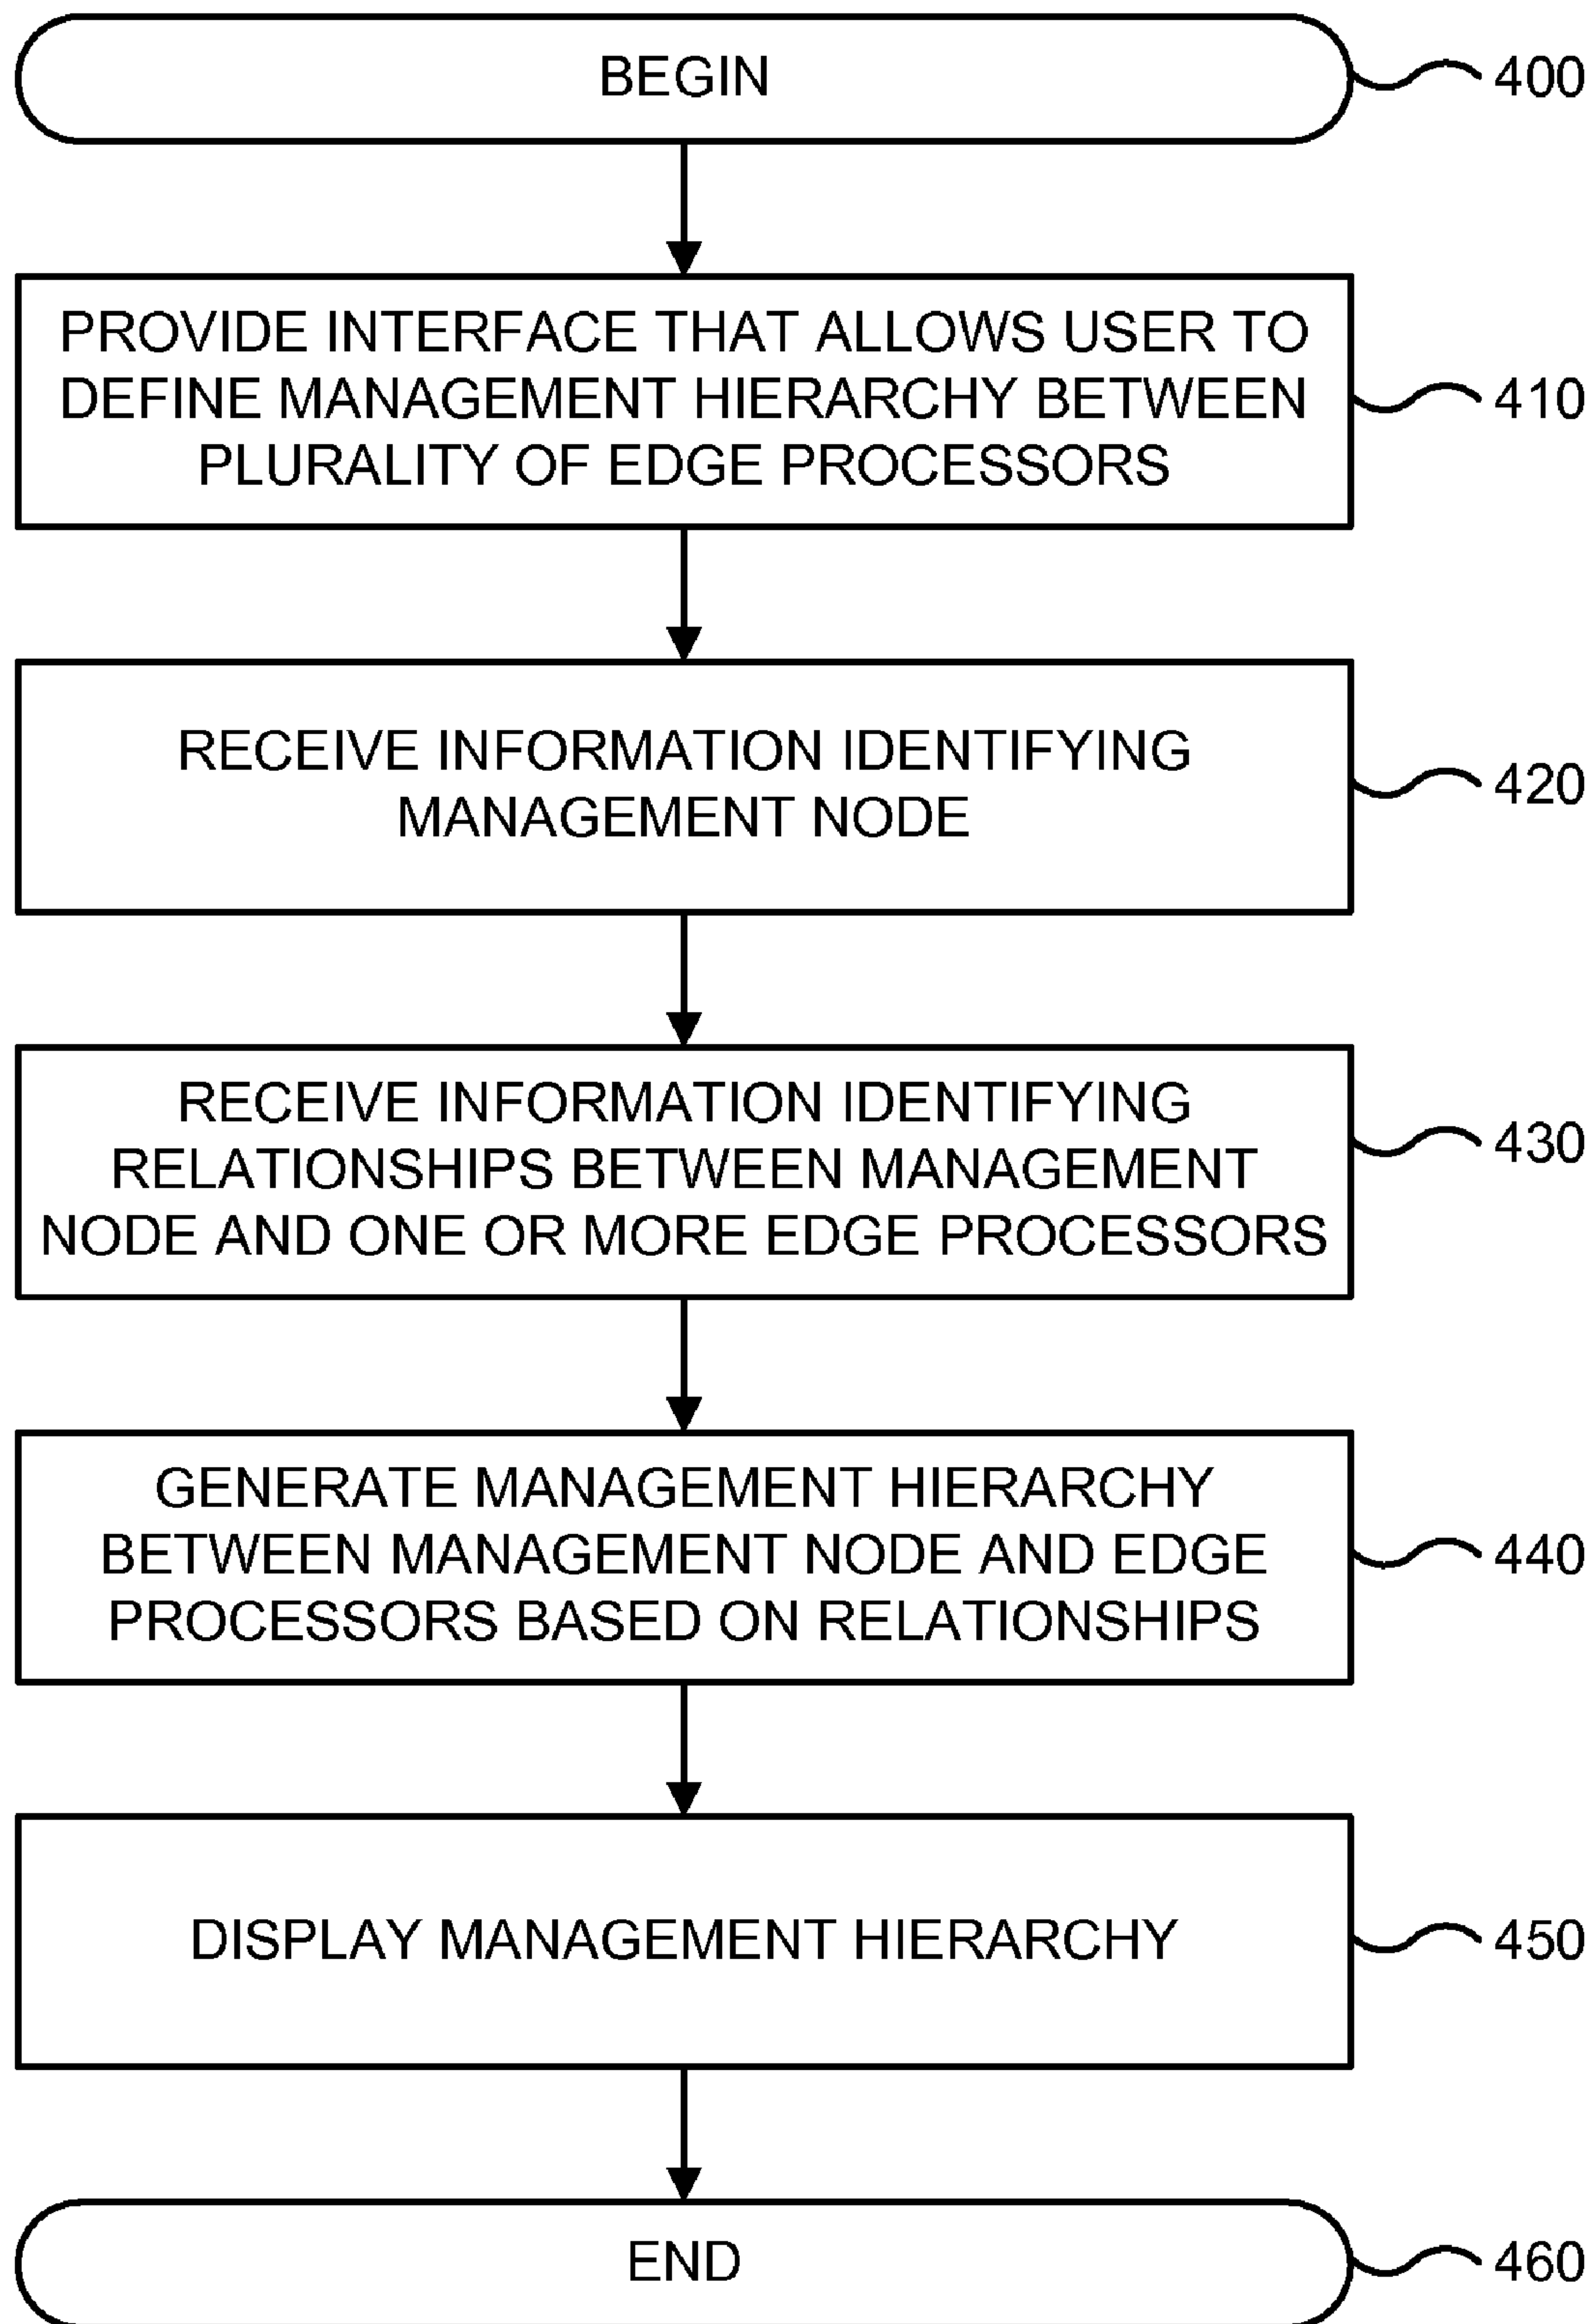 BEGIN
400
PROVIDE INTERFACE THAT ALLOWS USER TO
DEFINE MANAGEMENT HIERARCHY BETWEEN
PLURALITY OF EDGE PROCESSORS
410
RECEIVE INFORMATION IDENTIFYING
MANAGEMENT NODE
420
RECEIVE INFORMATION IDENTIFYING
RELATIONSHIPS BETWEEN MANAGEMENT
NODE AND ONE OR MORE EDGE PROCESSORS
430
GENERATE MANAGEMENT HIERARCHY
BETWEEN MANAGEMENT NODE AND EDGE
PROCESSORS BASED ON RELATIONSHIPS
440
DISPLAY MANAGEMENT HIERARCHY
450
END
460